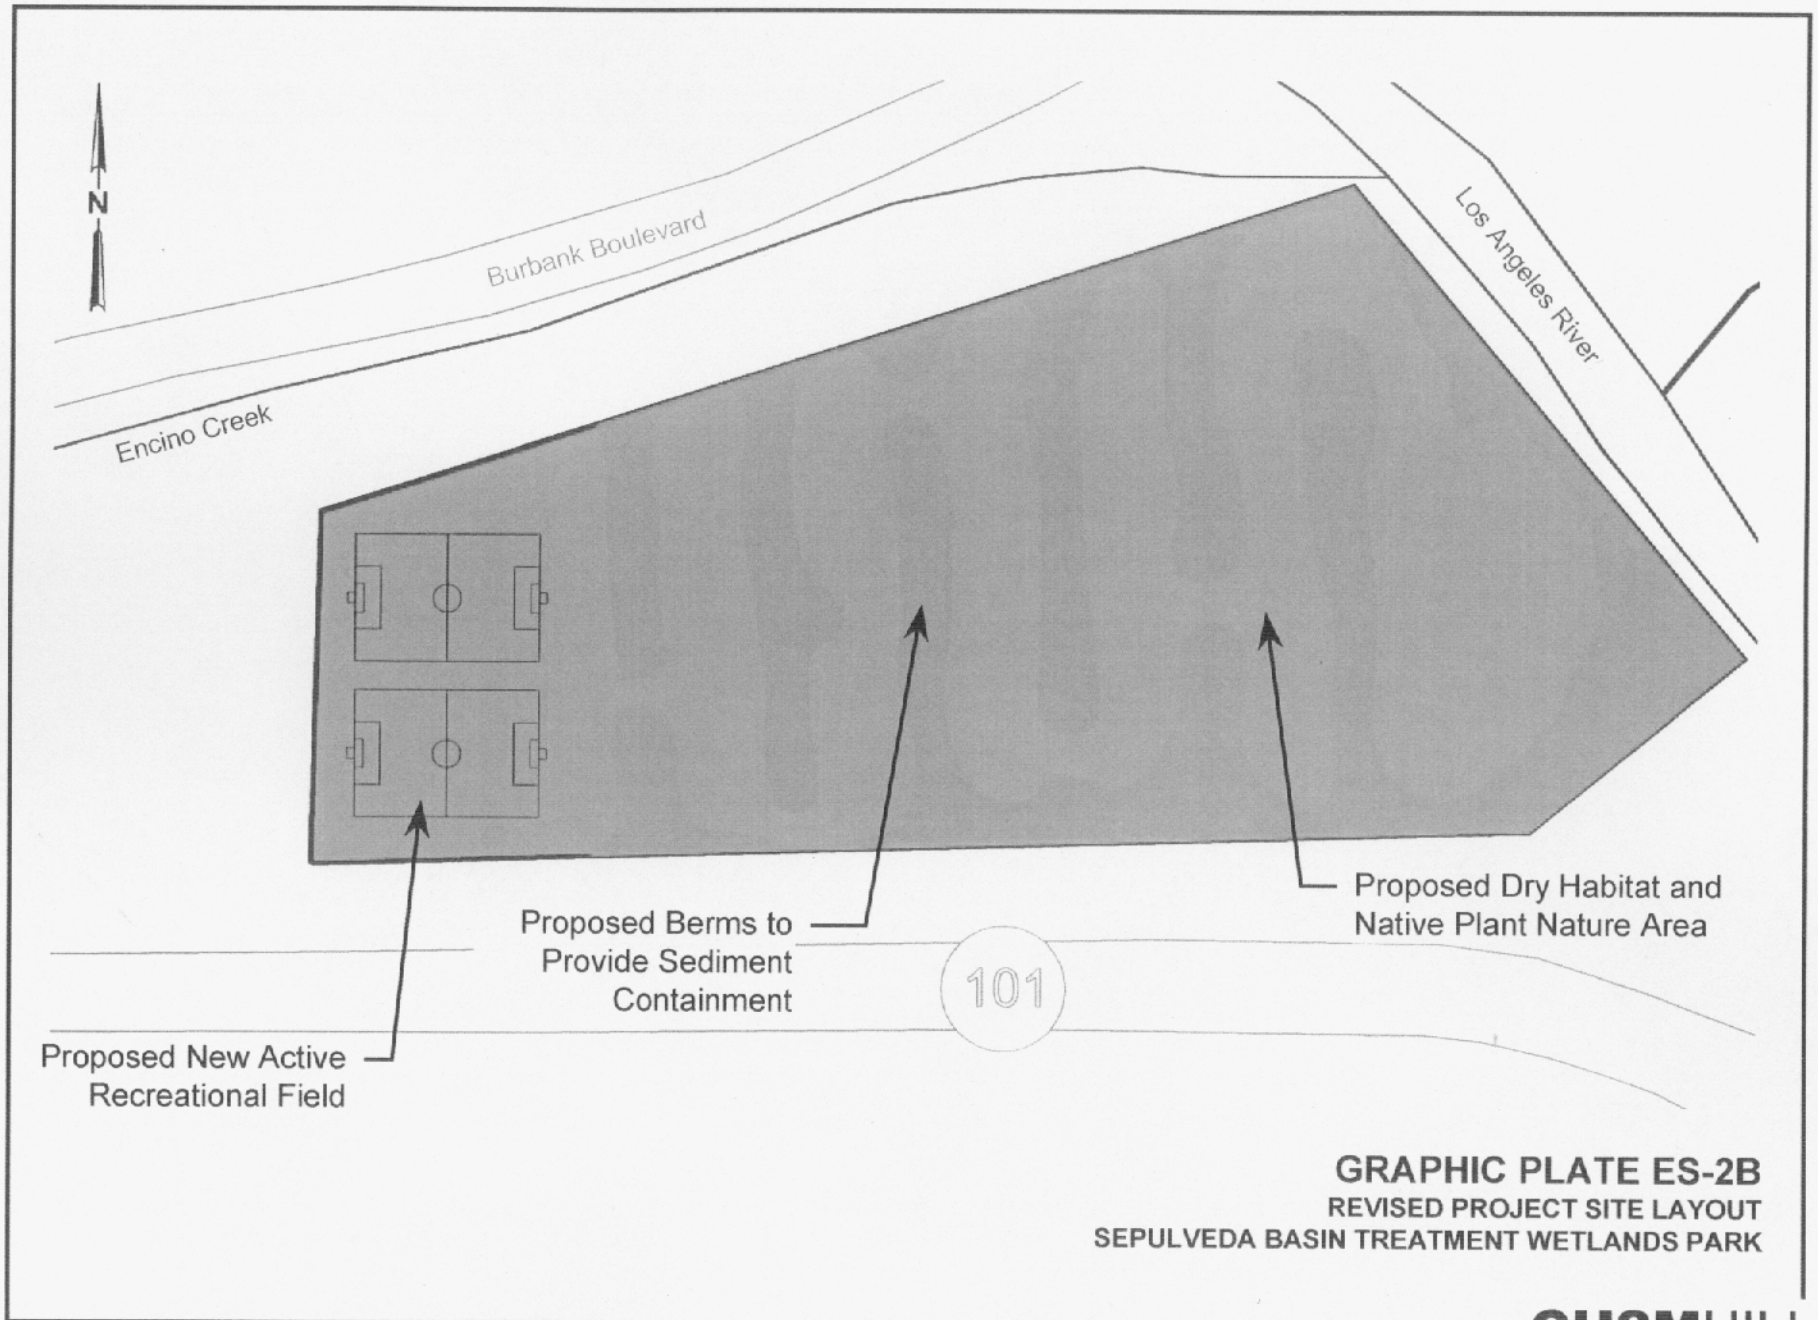 N
Burbank Boulevard
Los Angeles River
Encino Creek
Proposed Dry Habitat and
Native Plant Nature Area
Proposed Berms to
Provide Sediment
Containment
101
Proposed New Active
Recreational Field
GRAPHIC PLATE ES-2B
REVISED PROJECT SITE LAYOUT
SEPULVEDA BASIN TREATMENT WETLANDS PARK